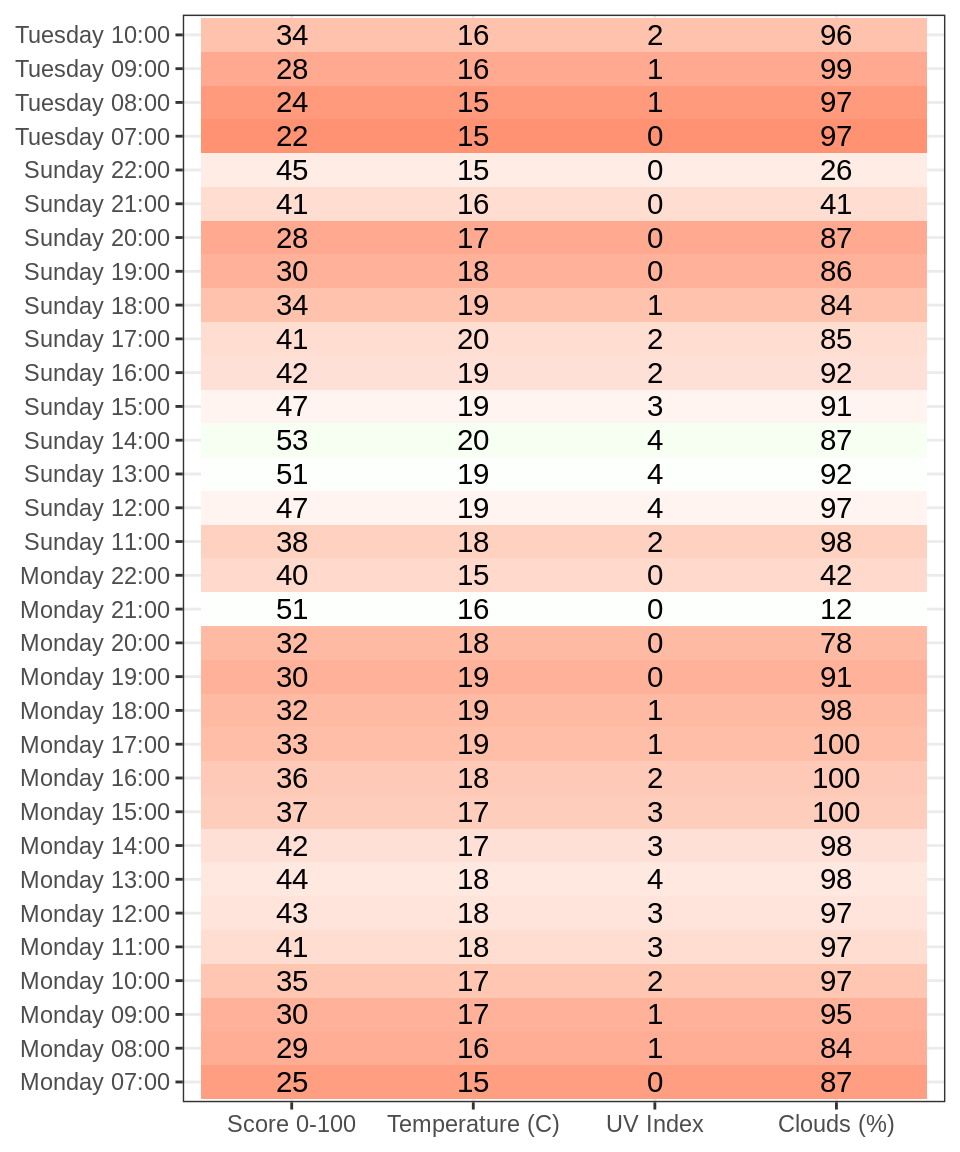 Tuesday 10:00 34 16 2 96
Tuesday 09:00 28 16 1 99
Tuesday 08:00 24 15 1 97
Tuesday 07:00 22 15 0 97
Sunday 22:00 45 15 0 26
Sunday 21:00 41 16 0 41
Sunday 20:00 28 17 0 87
Sunday 19:00 30 18 0 86
Sunday 18:00 34 19 1 84
Sunday 17:00 41 20 2 85
Sunday 16:00 42 19 2 92
Sunday 15:00 47 19 3 91
Sunday 14:00 53 20 4 87
Sunday 13:00 51 19 4 92
Sunday 12:00 47 19 4 97
Sunday 11:00 38 18 2 98
Monday 22:00 40 15 0 42
Monday 21:00 51 16 0 12
Monday 20:00 32 18 0 78
Monday 19:00 30 19 0 91
Monday 18:00 32 19 1 98
Monday 17:00 33 19 1 100
Monday 16:00 36 18 2 100
Monday 15:00 37 17 3 100
Monday 14:00 42 17 3 98
Monday 13:00 44 18 4 98
Monday 12:00 43 18 3 97
Monday 11:00 41 18 3 97
Monday 10:00 35 17 2 97
Monday 09:00 30 17 1 95
Monday 08:00 29 16 1 84
Monday 07:00 25 15 0 87
Score 0-100 Temperature (C) UV Index Clouds (%)